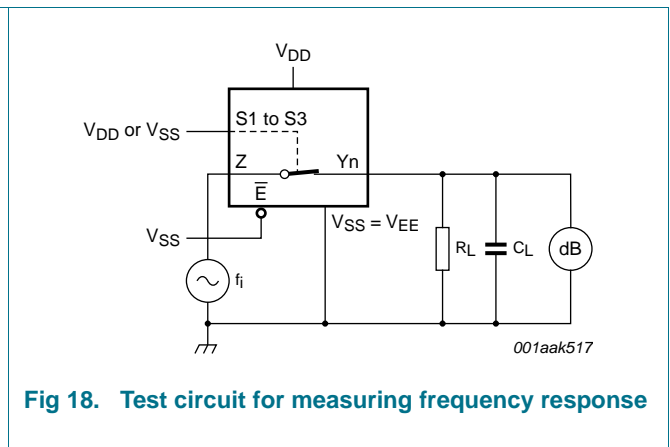 VDD
VDD or VSS
S1 to S3
Z
Yn
E
VSS
VSS = VEE
fi
RL
CL
dB
001aak517
Fig 18. Test circuit for measuring frequency response